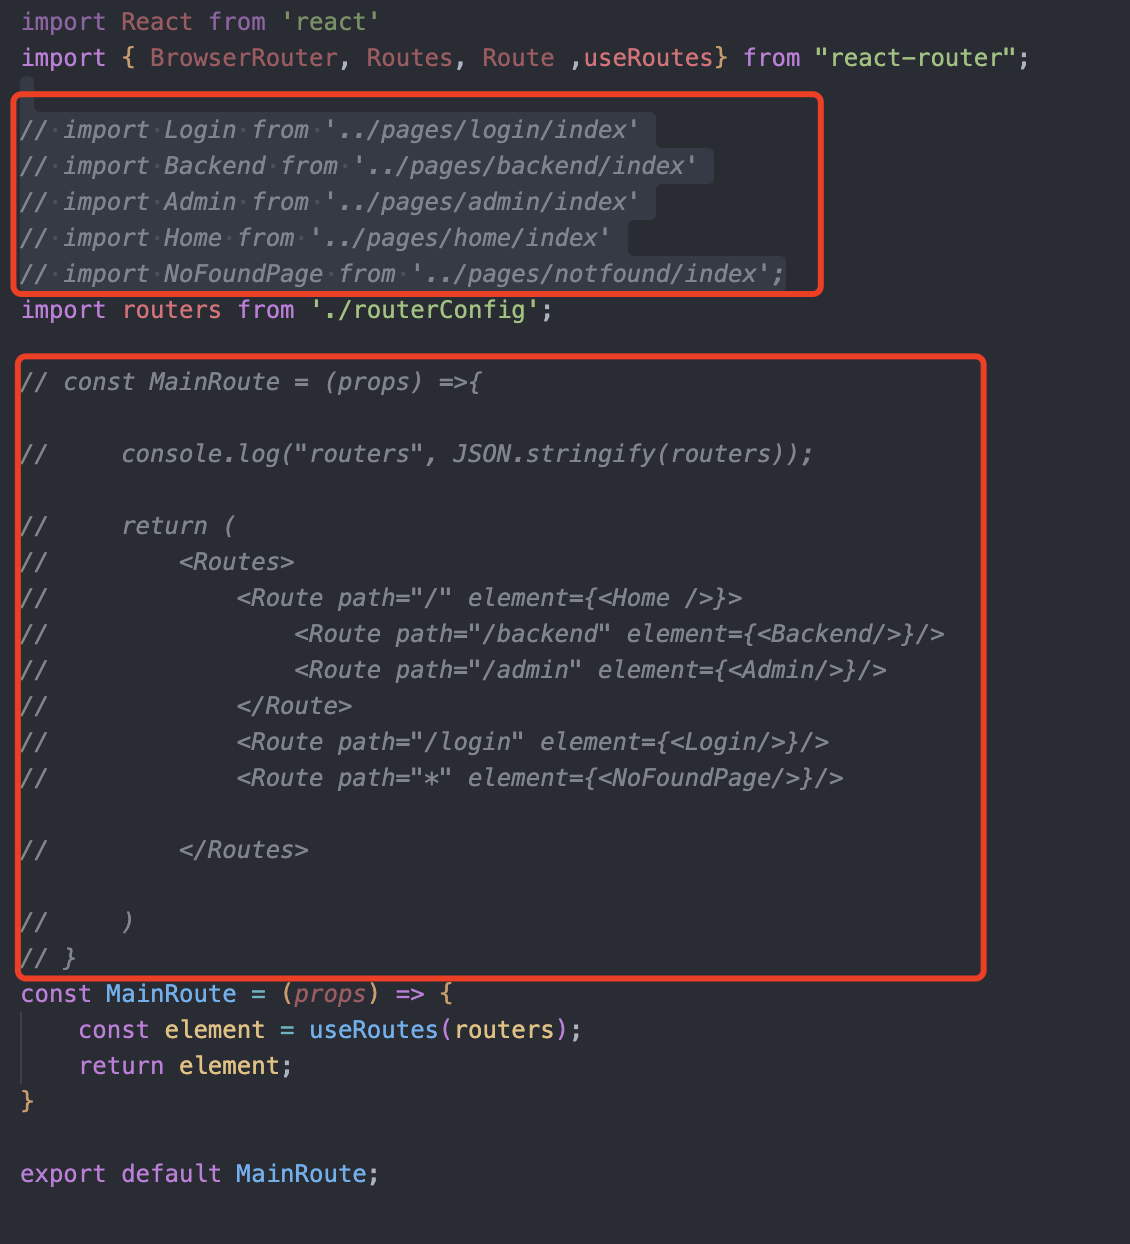 import React from 'react'
import { BrowserRouter, Routes, Route ,useRoutes} from "react-router";
// import Login from '../pages/login/index'
// import Backend from '../pages/backend/index'
// import Admin from '../pages/admin/index'
// import Home from '../pages/home/index'
// import NoFoundPage from '../pages/notfound/index';
import routers from './routerConfig';
// const MainRoute = (props) =>{
//     console.log("routers", JSON.stringify(routers));
//     return (
//         <Routes>
//             <Route path="/" element={<Home />}>
//                 <Route path="/backend" element={<Backend/>}/>
//                 <Route path="/admin" element={<Admin/>}/>
//             </Route>
//             <Route path="/login" element={<Login/>}/>
//             <Route path="*" element={<NoFoundPage/>}/>
//         </Routes>
//     )
// }
const MainRoute = (props) => {
    const element = useRoutes(routers);
    return element;
}
export default MainRoute;